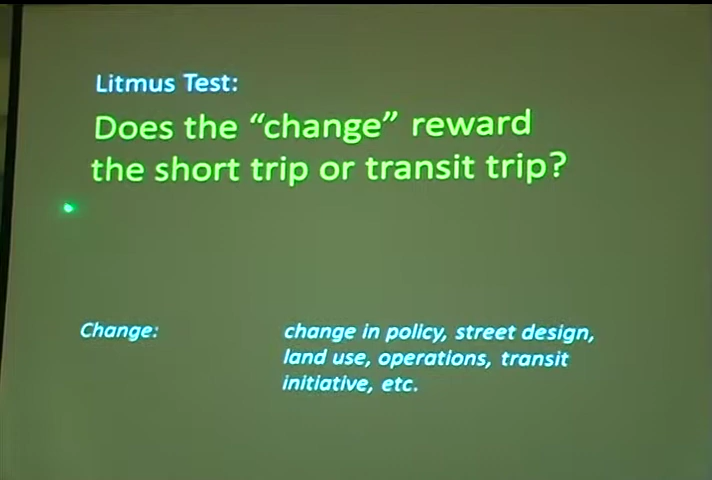 Litmus Test:
Does the “change” reward
the short trip or transit trip?
Change:
change in policy, street design,
land use, operations, transit
initiative, etc.